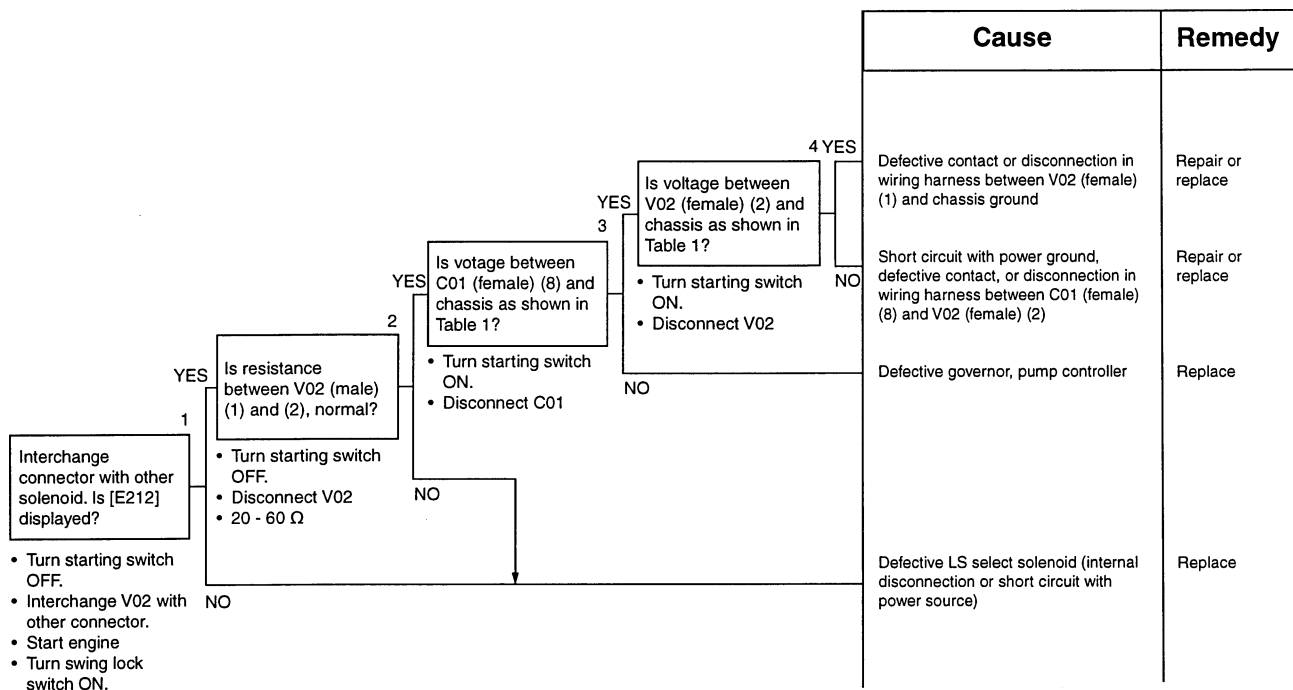 Cause
Remedy
4 YES
Defective contact or disconnection in
wiring harness between V02 (female)
(1) and chassis ground
Repair or
replace
Is voltage between
V02 (female) (2) and
chassis as shown in
Table 1?
YES
3
• Turn starting switch
ON.
• Disconnect V02
NO
Short circuit with power ground,
defective contact, or disconnection in
wiring harness between C01 (female)
(8) and V02 (female) (2)
Repair or
replace
Is votage between
C01 (female) (8) and
chassis as shown in
Table 1?
YES
2
• Turn starting switch
ON.
• Disconnect C01
NO
Defective governor, pump controller
Replace
Is resistance
between V02 (male)
(1) and (2), normal?
YES
1
• Turn starting switch
OFF.
• Disconnect V02
• 20 - 60 Ω
NO
Interchange
connector with other
solenoid. Is [E212]
displayed?
• Turn starting switch
OFF.
• Interchange V02 with
other connector.
• Start engine
• Turn swing lock
switch ON.
NO
Defective LS select solenoid (internal
disconnection or short circuit with
power source)
Replace